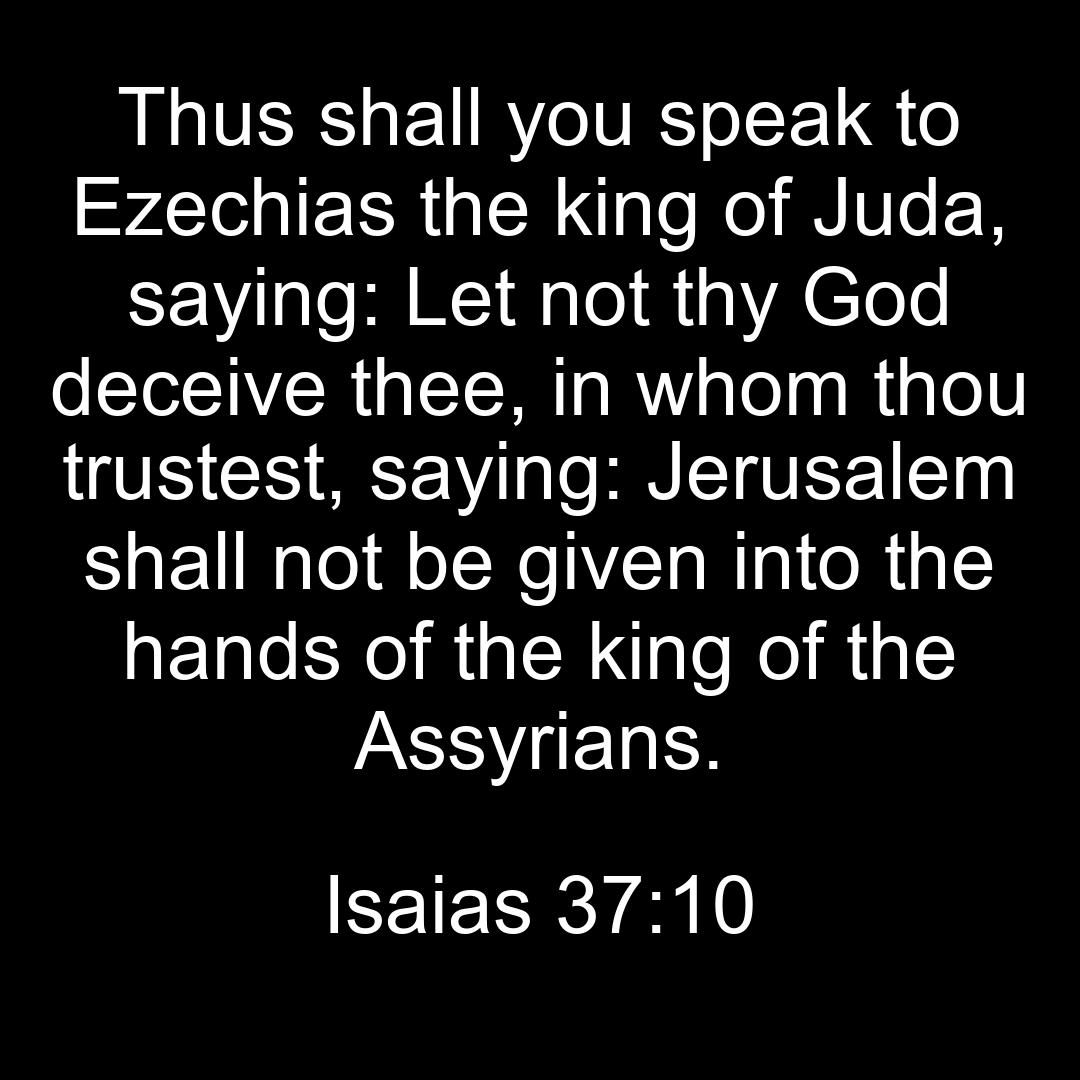 Thus shall you speak to
Ezechias the king of Juda,
saying: Let not thy God
deceive thee, in whom thou
trustest, saying: Jerusalem
shall not be given into the
hands of the king of the
Assyrians.
Isaias 37:10